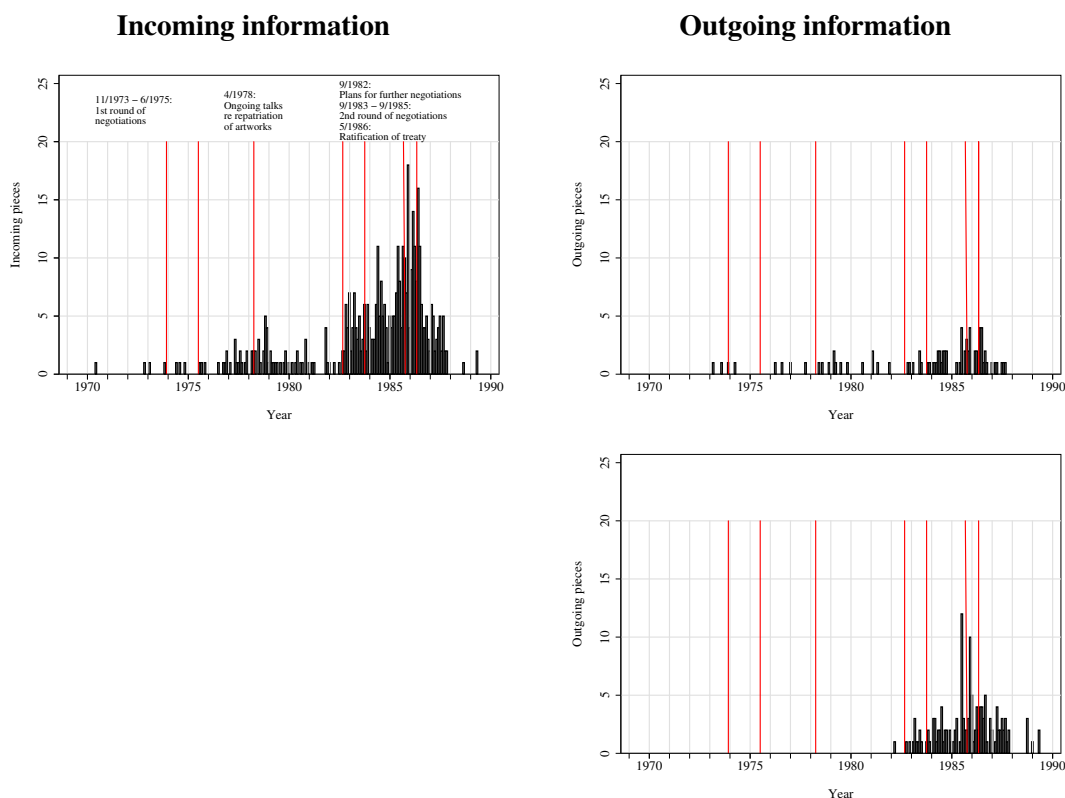 Incoming information
Outgoing information
25
20
15
10
5
0
Incoming pieces
11/1973 − 6/1975:
1st round of
negotiations
4/1978:
Ongoing talks
re repatriation
of artworks
9/1982:
Plans for further negotiations
9/1983 − 9/1985:
2nd round of negotiations
5/1986:
Ratification of treaty
1970 1975 1980 1985 1990
Year
25
20
15
10
5
0
Outgoing pieces
1970 1975 1980 1985 1990
Year
25
20
15
10
5
0
Outgoing pieces
1970 1975 1980 1985 1990
Year